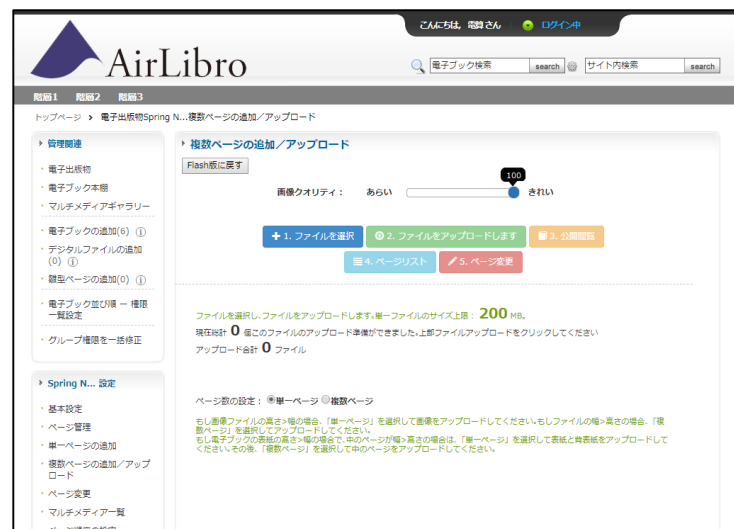 こんにちは, 電算さん ログイン中
AirLibro
電子ブック検索 search サイト内検索 search
階層1 階層2 階層3
トップページ > 電子出版物Spring N...複数ページの追加／アップロード
管理関連
電子出版物
電子ブック本棚
マルチメディアギャラリー
電子ブックの追加(6)
デジタルファイルの追加
(0)
雛型ページの追加(0)
電子ブック並び順 ー 権限
一覧設定
グループ権限を一括修正
Spring N... 設定
基本設定
ページ管理
単一ページの追加
複数ページの追加／アップ
ロード
ページ変更
マルチメディア一覧
複数ページの追加／アップロード
Flash版に戻す
100
画像クオリティ： あらい きれい
1. ファイルを選択 2. ファイルをアップロードします 3. 公開閲覧
4. ページリスト 5. ページ変更
ファイルを選択し、ファイルをアップロードします。単一ファイルのサイズ上限： 200 MB。
現在総計 0 個このファイルのアップロード準備ができました。上部ファイルアップロードをクリックしてください
アップロード合計 0 ファイル
ページ数の設定： 単一ページ 複数ページ
もし画像ファイルの高さ>幅の場合、「単一ページ」を選択して画像をアップロードしてください。もしファイルの幅>高さの場合、「複
数ページ」を選択してアップロードしてください。
もし電子ブックの表紙の高さ>幅の場合で、中のページが幅>高さの場合は、「単一ページ」を選択して表紙と背表紙をアップロードして
ください。その後、「複数ページ」を選択して中のページをアップロードしてください。